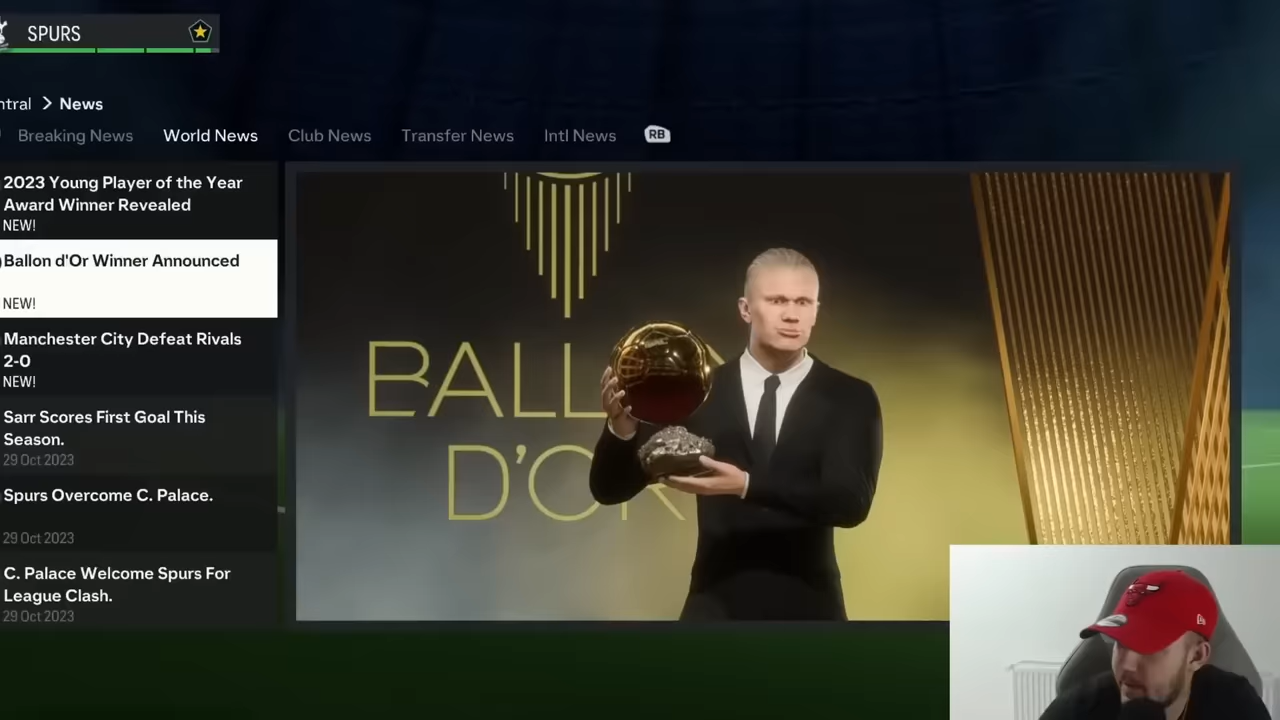 SPURS
ntral > News
Breaking News World News Club News Transfer News Intl News RB
2023 Young Player of the Year
Award Winner Revealed
NEW!
Ballon d'Or Winner Announced
NEW!
Manchester City Defeat Rivals
2-0
NEW!
Sarr Scores First Goal This
Season.
29 Oct 2023
Spurs Overcome C. Palace.
29 Oct 2023
C. Palace Welcome Spurs For
League Clash.
29 Oct 2023
BALL
D'OR